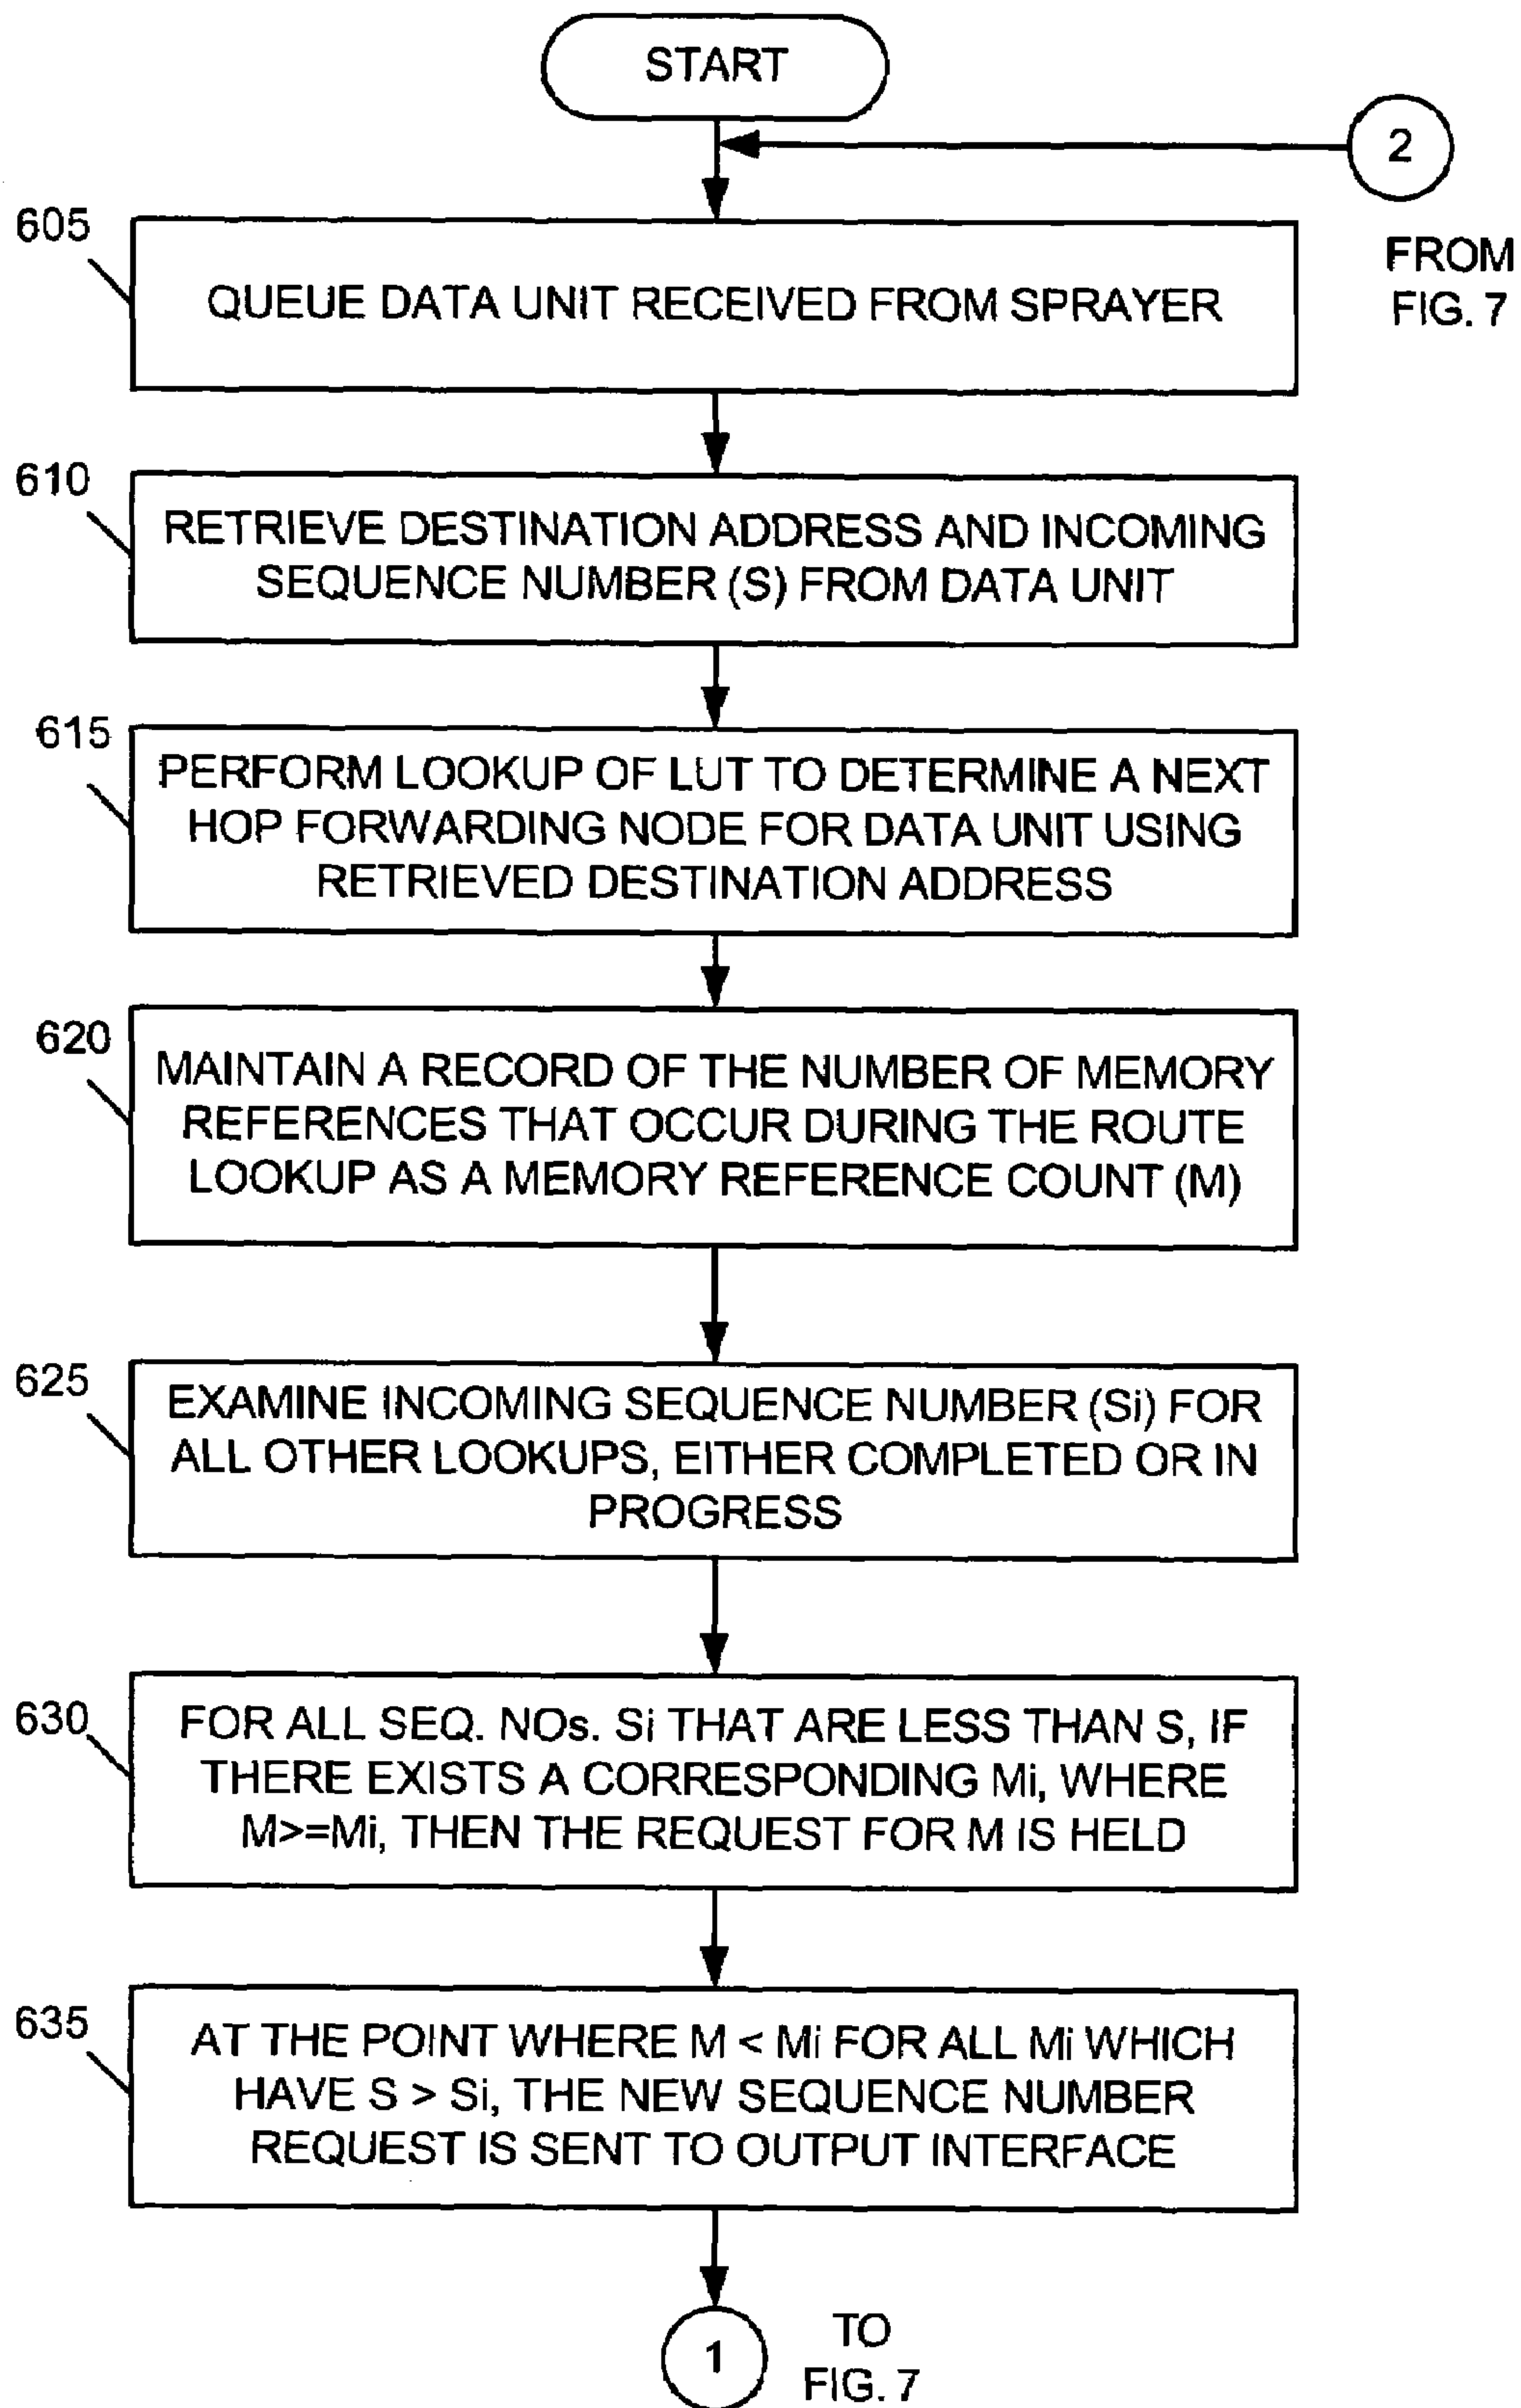 START
2
FROM
FIG. 7
605
QUEUE DATA UNIT RECEIVED FROM SPRAYER
610
RETRIEVE DESTINATION ADDRESS AND INCOMING
SEQUENCE NUMBER (S) FROM DATA UNIT
615
PERFORM LOOKUP OF LUT TO DETERMINE A NEXT
HOP FORWARDING NODE FOR DATA UNIT USING
RETRIEVED DESTINATION ADDRESS
620
MAINTAIN A RECORD OF THE NUMBER OF MEMORY
REFERENCES THAT OCCUR DURING THE ROUTE
LOOKUP AS A MEMORY REFERENCE COUNT (M)
625
EXAMINE INCOMING SEQUENCE NUMBER (Si) FOR
ALL OTHER LOOKUPS, EITHER COMPLETED OR IN
PROGRESS
630
FOR ALL SEQ. NOs. Si THAT ARE LESS THAN S, IF
THERE EXISTS A CORRESPONDING Mi, WHERE
M>=Mi, THEN THE REQUEST FOR M IS HELD
635
AT THE POINT WHERE M < Mi FOR ALL Mi WHICH
HAVE S > Si, THE NEW SEQUENCE NUMBER
REQUEST IS SENT TO OUTPUT INTERFACE
1
TO
FIG. 7